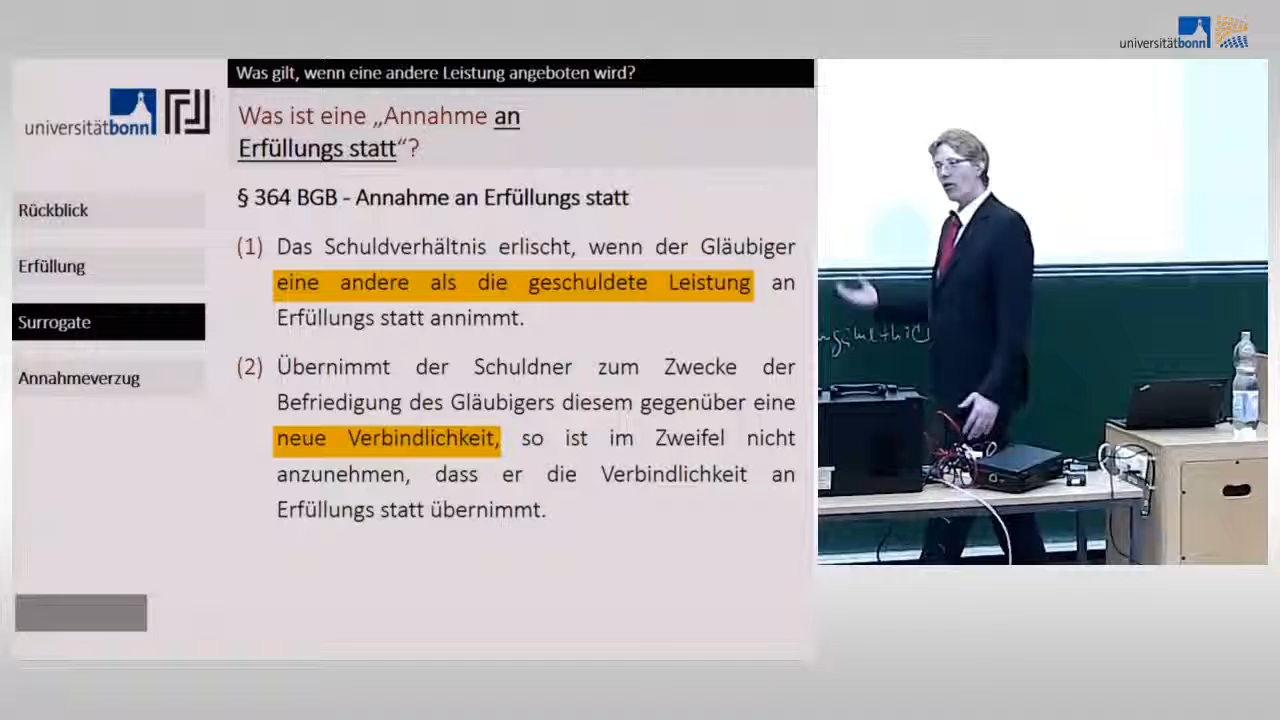 universitätbonn
Was gilt, wenn eine andere Leistung angeboten wird?
universitätbonn
Was ist eine „Annahme an
Erfüllungs statt“?
§ 364 BGB - Annahme an Erfüllungs statt
Rückblick
Erfüllung
Surrogate
Annahmeverzug
(1) Das Schuldverhältnis erlischt, wenn der Gläubiger
eine andere als die geschuldete Leistung an
Erfüllungs statt annimmt.
(2) Übernimmt der Schuldner zum Zwecke der
Befriedigung des Gläubigers diesem gegenüber eine
neue Verbindlichkeit, so ist im Zweifel nicht
anzunehmen, dass er die Verbindlichkeit an
Erfüllungs statt übernimmt.